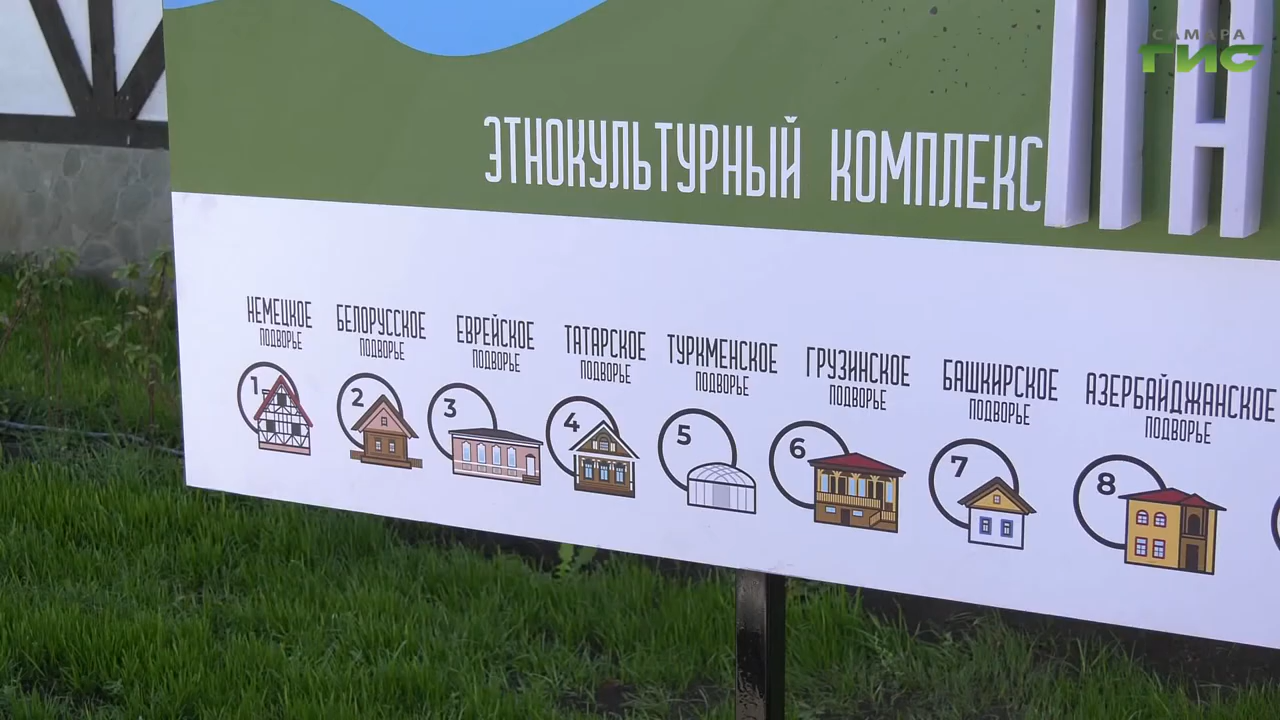 САМАРА
ГИС
ЭТНОКУЛЬТУРНЫЙ КОМПЛЕКС
НЕМЕЦКОЕ
ПОДВОРЬЕ
1
БЕЛОРУССКОЕ
ПОДВОРЬЕ
2
ЕВРЕЙСКОЕ
ПОДВОРЬЕ
3
ТАТАРСКОЕ
ПОДВОРЬЕ
4
ТУРКМЕНСКОЕ
ПОДВОРЬЕ
5
ГРУЗИНСКОЕ
ПОДВОРЬЕ
6
БАШКИРСКОЕ
ПОДВОРЬЕ
7
АЗЕРБАЙДЖАНСКОЕ
ПОДВОРЬЕ
8